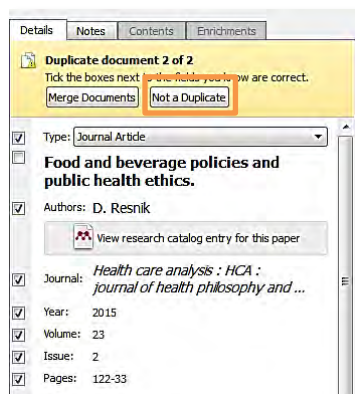 Details Notes Contents Enrichments
Duplicate document 2 of 2
Tick the boxes next to the fields you know are correct.
Merge Documents Not a Duplicate
Type: Journal Article
Food and beverage policies and
public health ethics.
Authors: D. Resnik
View research catalog entry for this paper
Journal: Health care analysis : HCA :
journal of health philosophy and ...
Year: 2015
Volume: 23
Issue: 2
Pages: 122-33